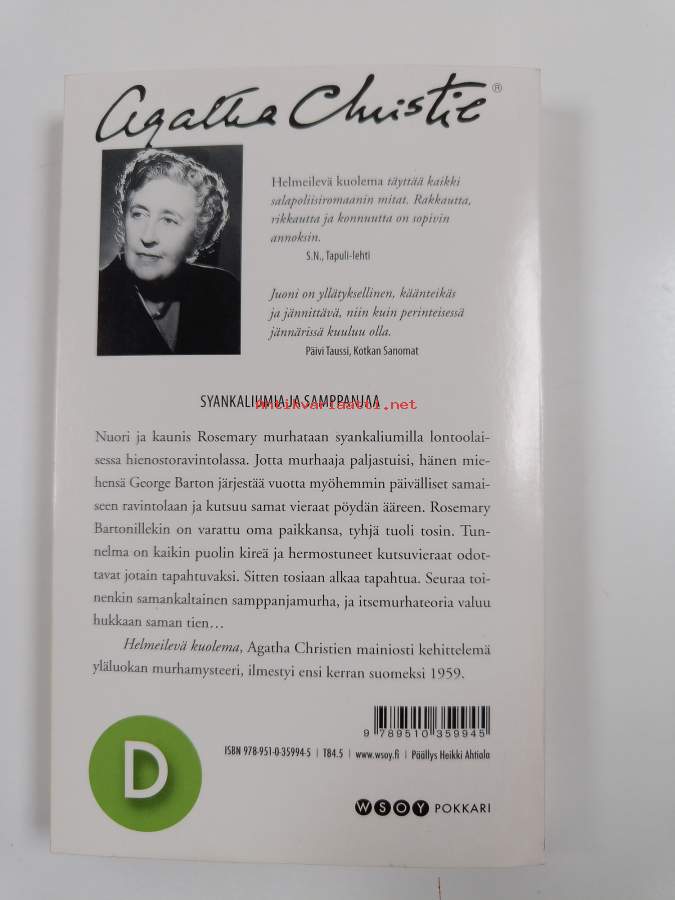 Agatha Christie®
Helmeilevä kuolema täyttää kaikki
salapoliisiromaanin mitat. Rakkautta,
rikkautta ja konnuutta on sopivin
annoksin.
S.N., Tapuli-lehti
Juoni on yllätyksellinen, käänteikäs
ja jännittävä, niin kuin perinteisessä
jännärissä kuuluu olla.
Päivi Taussi, Kotkan Sanomat
SYANKALIUMIA JA SAMPPANJAA
Antikvariaatti.net
Nuori ja kaunis Rosemary murhataan syankaliumilla lontoolai-
sessa hienostoravintolassa. Jotta murhaaja paljastuisi, hänen mie-
hensä George Barton järjestää vuotta myöhemmin päivälliset samai-
seen ravintolaan ja kutsuu samat vieraat pöydän ääreen. Rosemary
Bartonillekin on varattu oma paikkansa, tyhjä tuoli tosin. Tun-
nelma on kaikin puolin kireä ja hermostuneet kutsuvieraat odot-
tavat jotain tapahtuvaksi. Sitten tosiaan alkaa tapahtua. Seuraa toi-
nenkin samankaltainen samppanjamurha, ja itsemurhateoria valuu
hukkaan saman tien…
Helmeilevä kuolema, Agatha Christien mainiosti kehittelemä
yläluokan murhamysteeri, ilmestyi ensi kerran suomeksi 1959.
9 789510 359945
ISBN 978-951-0-35994-5 | T84.5 | www.wsoy.fi | Päällys Heikki Ahtiala
D
WSOY POKKARI